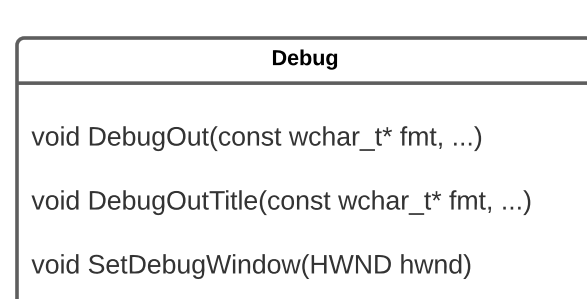 Debug
void DebugOut(const wchar_t* fmt, ...)
void DebugOutTitle(const wchar_t* fmt, ...)
void SetDebugWindow(HWND hwnd)